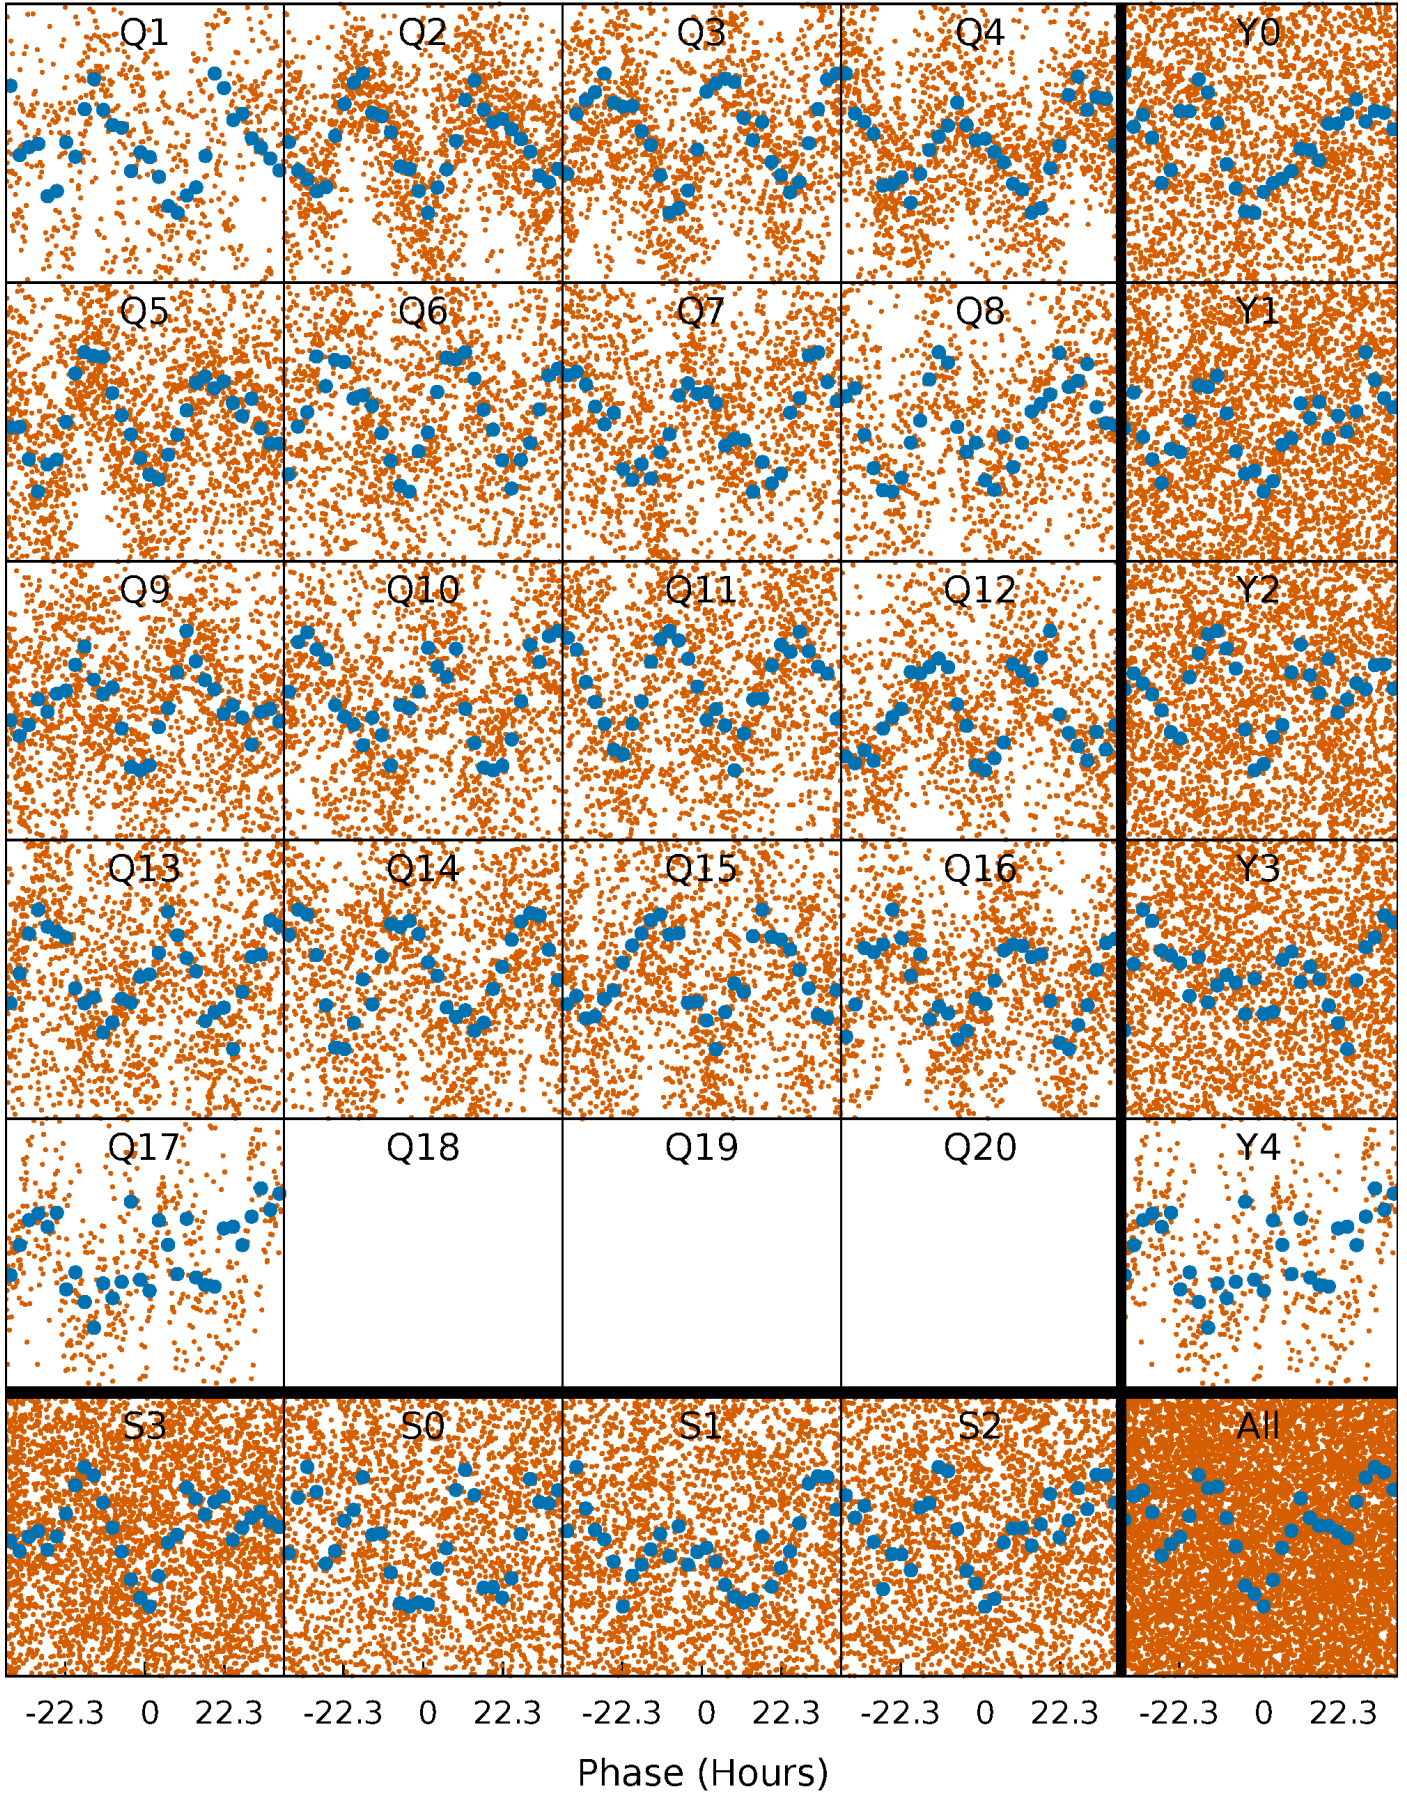 Q1 Q2 Q3 Q4 Y0
Q5 Q6 Q7 Q8 Y1
Q9 Q10 Q11 Q12 Y2
Q13 Q14 Q15 Q16 Y3
Q17 Q18 Q19 Q20 Y4
S3 S0 S1 S2 All
-22.3 0 22.3 -22.3 0 22.3 -22.3 0 22.3 -22.3 0 22.3 -22.3 0 22.3
Phase (Hours)